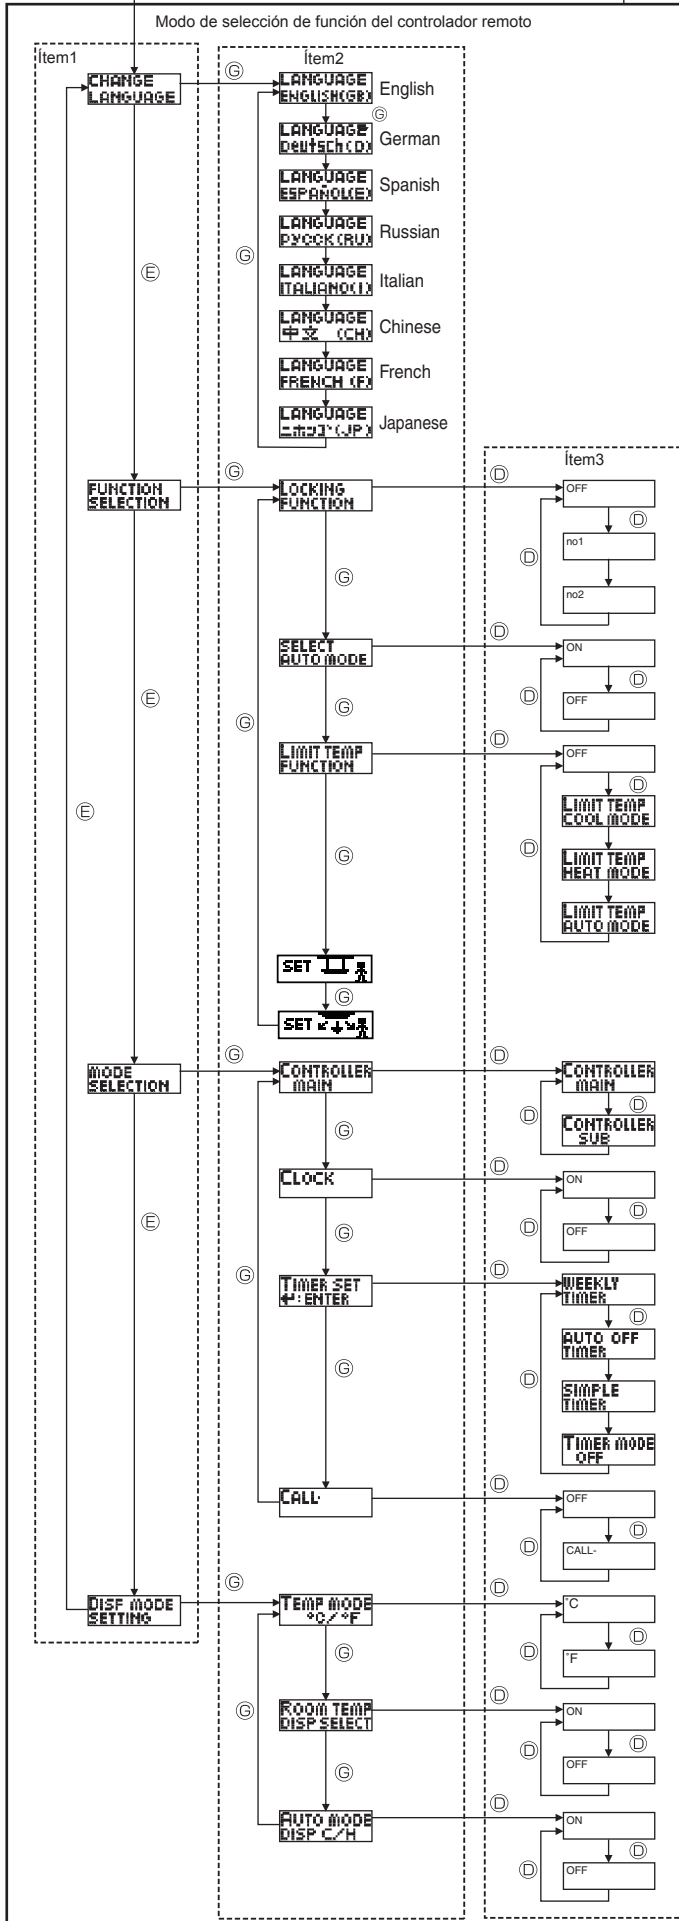 Modo de selección de función del controlador remoto
Ítem1
CHANGE
LANGUAGE
Ⓔ
FUNCTION
SELECTION
Ⓔ
Ⓔ
MODE
SELECTION
Ⓔ
DISP MODE
SETTING
Ítem2
Ⓖ
LANGUAGE
ENGLISH(GB)
English
Ⓖ
LANGUAGE
Deutsch(D)
German
LANGUAGE
ESPAÑOL(E)
Spanish
LANGUAGE
РУССК(RU)
Russian
Ⓖ
LANGUAGE
ITALIANO(I)
Italian
LANGUAGE
中文 (CH)
Chinese
LANGUAGE
FRENCH (F)
French
LANGUAGE
ニホンゴ(JP)
Japanese
Ⓖ
LOCKING
FUNCTION
Ⓖ
SELECT
AUTO MODE
Ⓖ
Ⓖ
LIMIT TEMP
FUNCTION
Ⓖ
SET
Ⓖ
SET
Ⓖ
CONTROLLER
MAIN
Ⓖ
CLOCK
Ⓖ
Ⓖ
TIMER SET
↵:ENTER
Ⓖ
CALL-
Ⓖ
TEMP MODE
°C/°F
Ⓖ
Ⓖ
ROOM TEMP
DISP SELECT
Ⓖ
AUTO MODE
DISP C/H
Ítem3
Ⓓ
OFF
Ⓓ
Ⓓ
no1
no2
Ⓓ
ON
Ⓓ
Ⓓ
OFF
Ⓓ
OFF
Ⓓ
LIMIT TEMP
COOL MODE
Ⓓ
LIMIT TEMP
HEAT MODE
LIMIT TEMP
AUTO MODE
Ⓓ
CONTROLLER
MAIN
Ⓓ
Ⓓ
CONTROLLER
SUB
Ⓓ
ON
Ⓓ
Ⓓ
OFF
Ⓓ
WEEKLY
TIMER
Ⓓ
AUTO OFF
TIMER
Ⓓ
SIMPLE
TIMER
TIMER MODE
OFF
Ⓓ
OFF
Ⓓ
Ⓓ
CALL-
Ⓓ
°C
Ⓓ
Ⓓ
°F
Ⓓ
ON
Ⓓ
Ⓓ
OFF
Ⓓ
ON
Ⓓ
Ⓓ
OFF